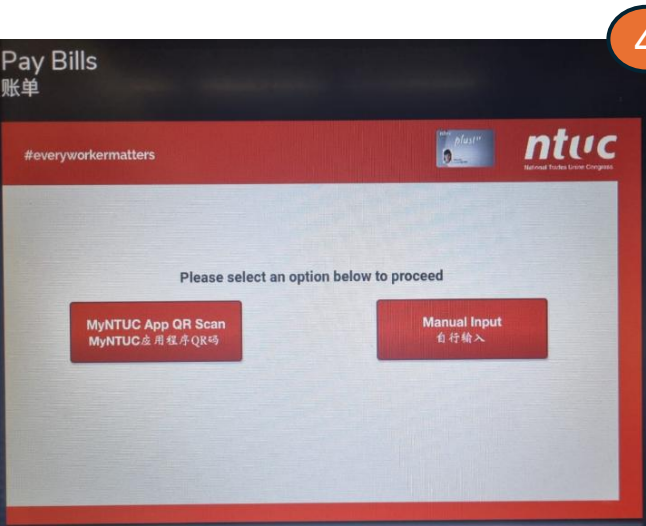 4
Pay Bills
账单
#everyworkermatters
plus!
ntuc
National Trades Union Congress
Please select an option below to proceed
MyNTUC App QR Scan
MyNTUC应用程序QR码
Manual Input
自行输入